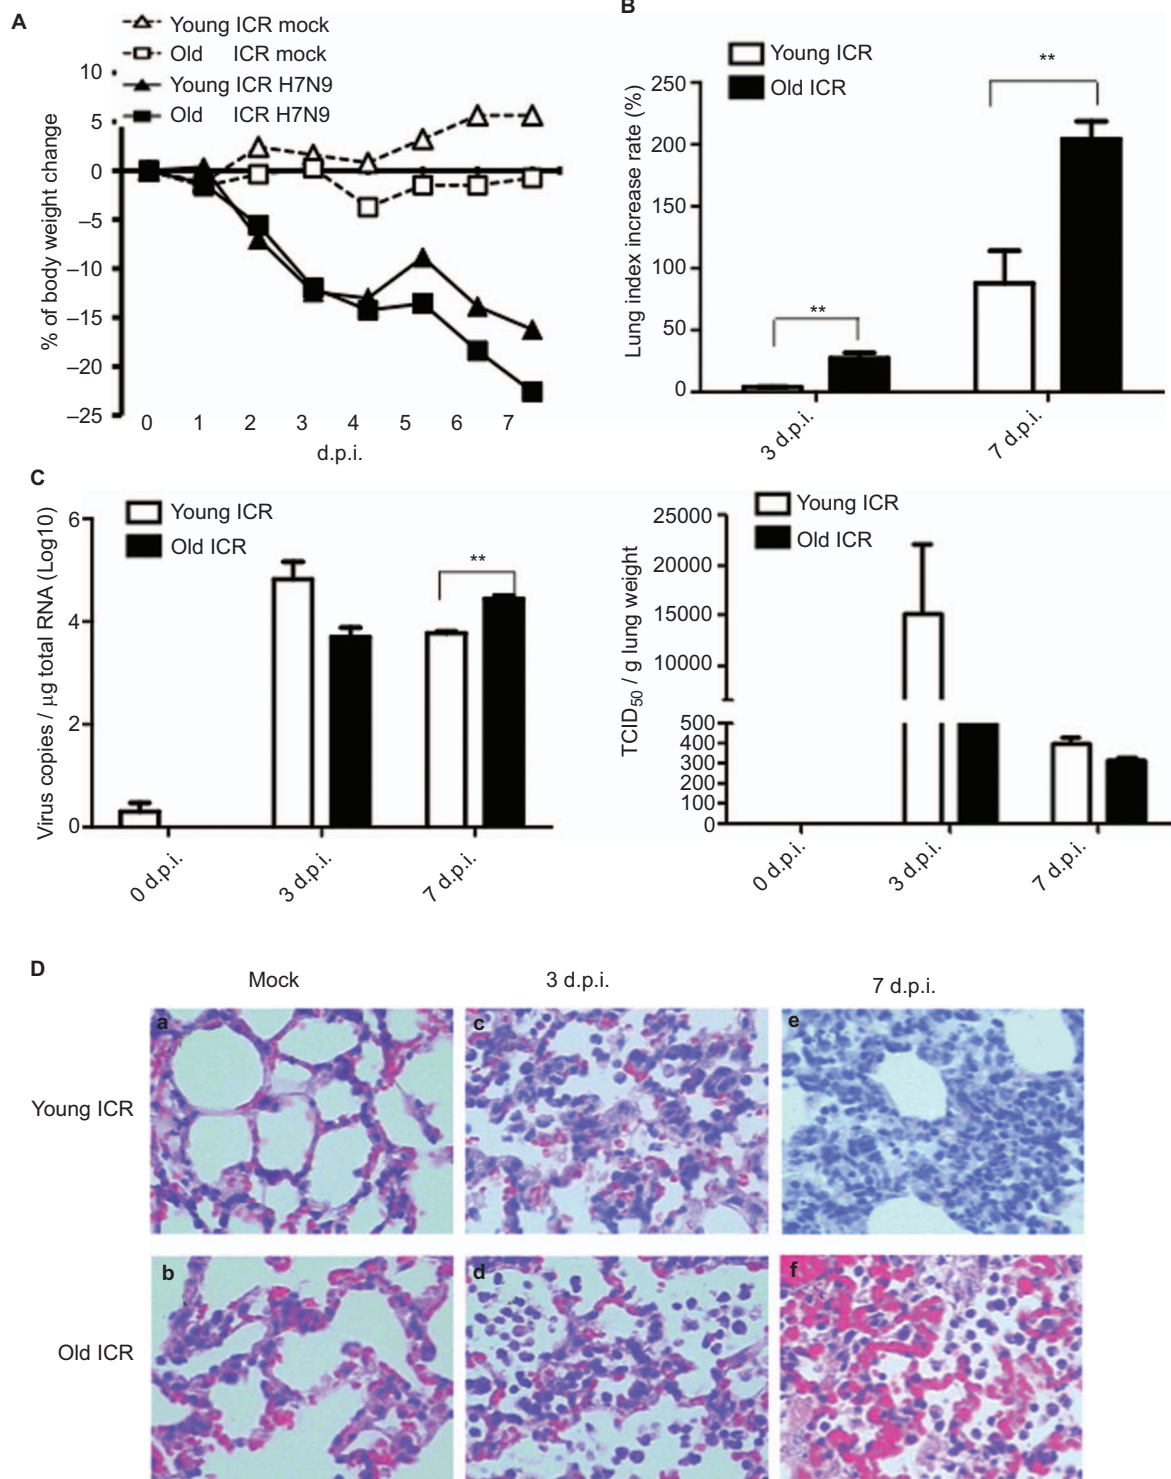 A
Young ICR mock
Old ICR mock
Young ICR H7N9
Old ICR H7N9
% of body weight change
10
5
0
–5
–10
–15
–20
–25
0 1 2 3 4 5 6 7
d.p.i.
B
Young ICR
Old ICR
Lung index increase rate (%)
250
200
150
100
50
0
**
**
3 d.p.i. 7 d.p.i.
C
Young ICR
Old ICR
Virus copies / μg total RNA (Log10)
6
4
2
0
**
0 d.p.i. 3 d.p.i. 7 d.p.i.
Young ICR
Old ICR
TCID50 / g lung weight
25000
20000
15000
10000
500
400
300
200
100
0
0 d.p.i. 3 d.p.i. 7 d.p.i.
D
Mock 3 d.p.i. 7 d.p.i.
Young ICR
a c e
Old ICR
b d f